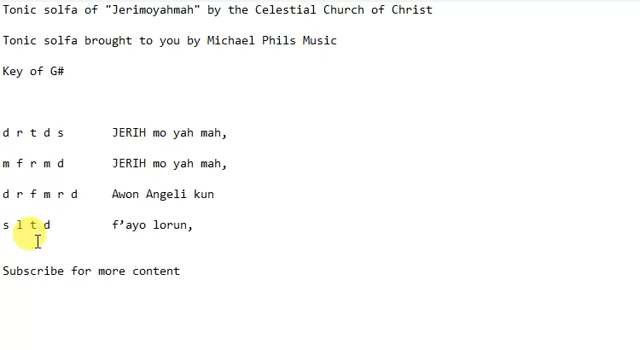 Tonic solfa of "Jerimoyahmah" by the Celestial Church of Christ
Tonic solfa brought to you by Michael Phils Music
Key of G#
d r t d s JERIH mo yah mah,
m f r m d JERIH mo yah mah,
d r f m r d Awon Angeli kun
s l t d f’ayo lorun,
Subscribe for more content